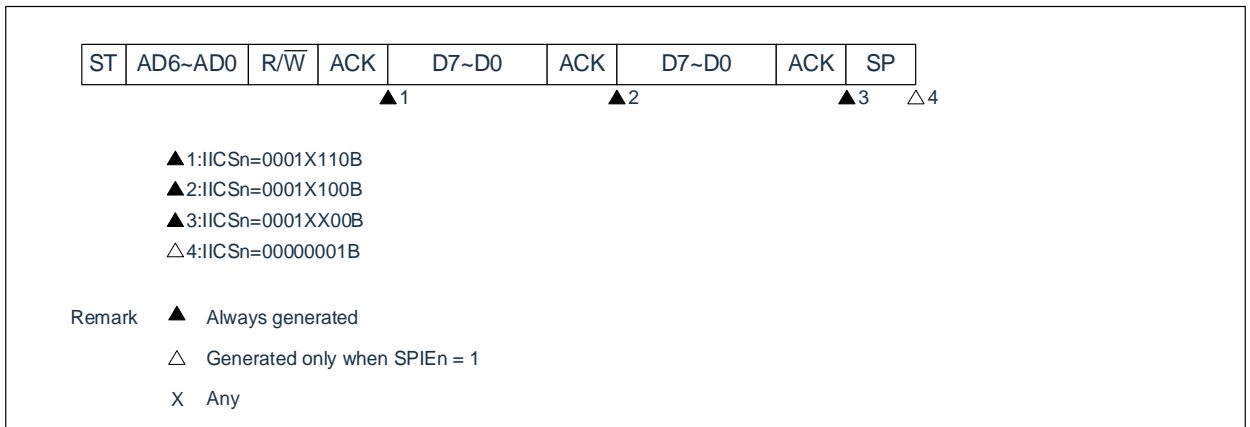 ST AD6~AD0 R/W̅ ACK D7~D0 ACK D7~D0 ACK SP
▲1 ▲2 ▲3 △4
▲1:IICSn=0001X110B
▲2:IICSn=0001X100B
▲3:IICSn=0001XX00B
△4:IICSn=00000001B
Remark ▲ Always generated
△ Generated only when SPIEn = 1
X Any